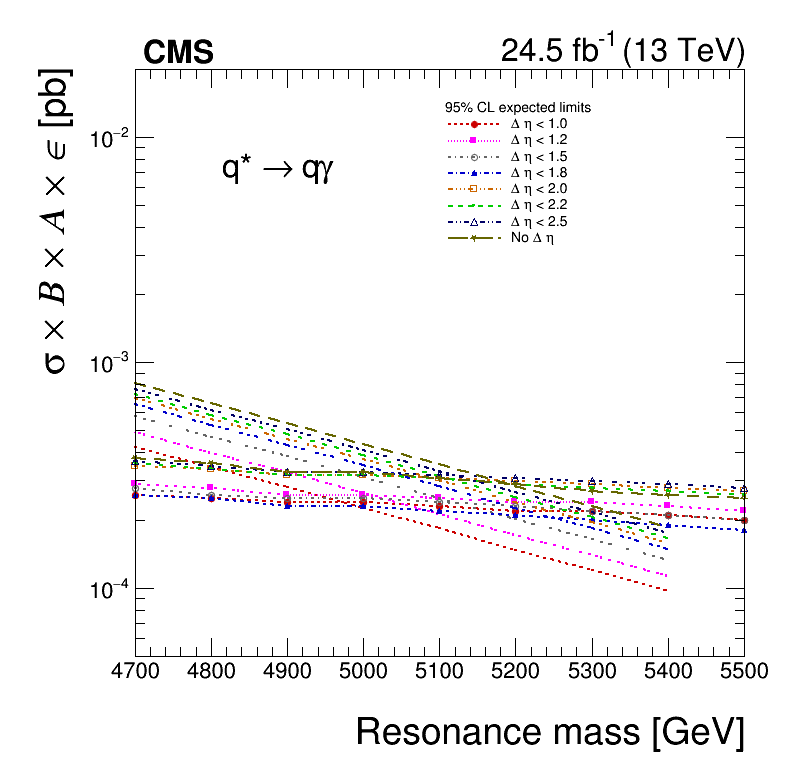 CMS
24.5 fb⁻¹ (13 TeV)
σ × B × A × ϵ [pb]
10⁻²
10⁻³
10⁻⁴
q* → qγ
95% CL expected limits
Δ η < 1.0
Δ η < 1.2
Δ η < 1.5
Δ η < 1.8
Δ η < 2.0
Δ η < 2.2
Δ η < 2.5
No Δ η
4700 4800 4900 5000 5100 5200 5300 5400 5500
Resonance mass [GeV]